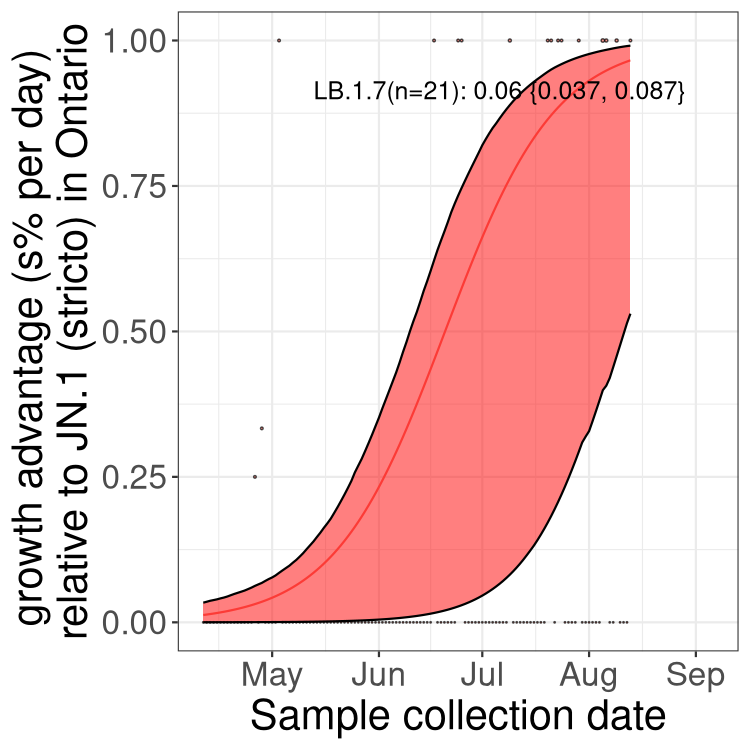 growth advantage (s% per day)
relative to JN.1 (stricto) in Ontario
1.00
0.75
0.50
0.25
0.00
LB.1.7(n=21): 0.06 {0.037, 0.087}
May Jun Jul Aug Sep
Sample collection date